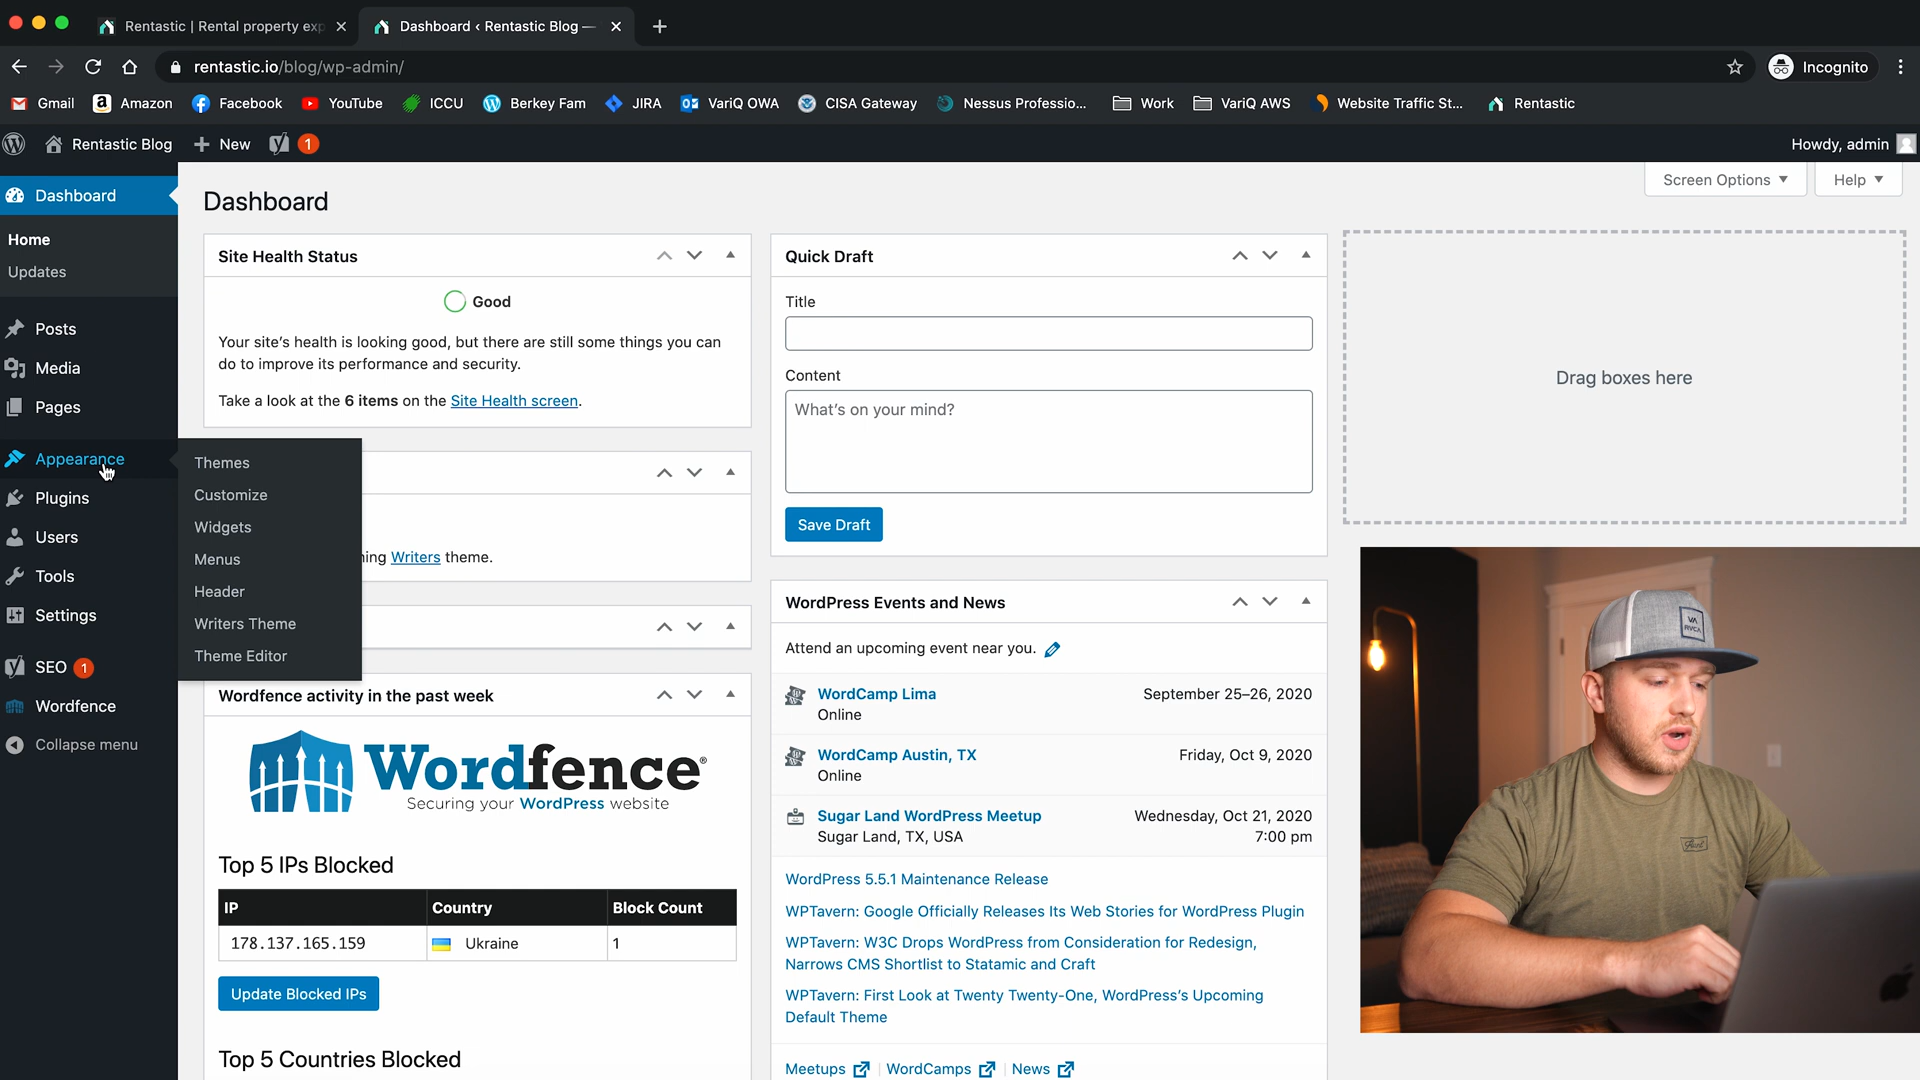 Rentastic | Rental property exp
Dashboard ‹ Rentastic Blog —
rentastic.io/blog/wp-admin/
Incognito
Gmail
Amazon
Facebook
YouTube
ICCU
Berkey Fam
JIRA
VariQ OWA
CISA Gateway
Nessus Professio...
Work
VariQ AWS
Website Traffic St...
Rentastic
Rentastic Blog
New
1
Howdy, admin
Dashboard
Home
Updates
Posts
Media
Pages
Appearance
Plugins
Users
Tools
Settings
SEO 1
Wordfence
Collapse menu
Themes
Customize
Widgets
Menus
Header
Writers Theme
Theme Editor
Dashboard
Screen Options
Help
Site Health Status
Good
Your site's health is looking good, but there are still some things you can
do to improve its performance and security.
Take a look at the 6 items on the Site Health screen.
ning Writers theme.
Wordfence activity in the past week
Wordfence®
Securing your WordPress website
Top 5 IPs Blocked
IP Country Block Count
178.137.165.159 Ukraine 1
Update Blocked IPs
Top 5 Countries Blocked
Quick Draft
Title
Content
What's on your mind?
Save Draft
WordPress Events and News
Attend an upcoming event near you.
WordCamp Lima September 25–26, 2020
Online
WordCamp Austin, TX Friday, Oct 9, 2020
Online
Sugar Land WordPress Meetup Wednesday, Oct 21, 2020
Sugar Land, TX, USA 7:00 pm
WordPress 5.5.1 Maintenance Release
WPTavern: Google Officially Releases Its Web Stories for WordPress Plugin
WPTavern: W3C Drops WordPress from Consideration for Redesign,
Narrows CMS Shortlist to Statamic and Craft
WPTavern: First Look at Twenty Twenty-One, WordPress's Upcoming
Default Theme
Meetups | WordCamps | News
Drag boxes here
VA
RVCA